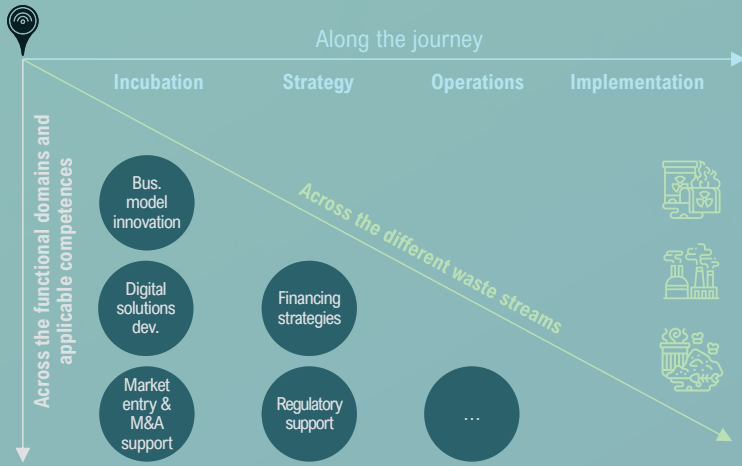 Along the journey
Incubation
Strategy
Operations
Implementation
Across the functional domains and
applicable competences
Across the different waste streams
Bus.
model
innovation
Digital
solutions
dev.
Financing
strategies
Market
entry &
M&A
support
Regulatory
support
...